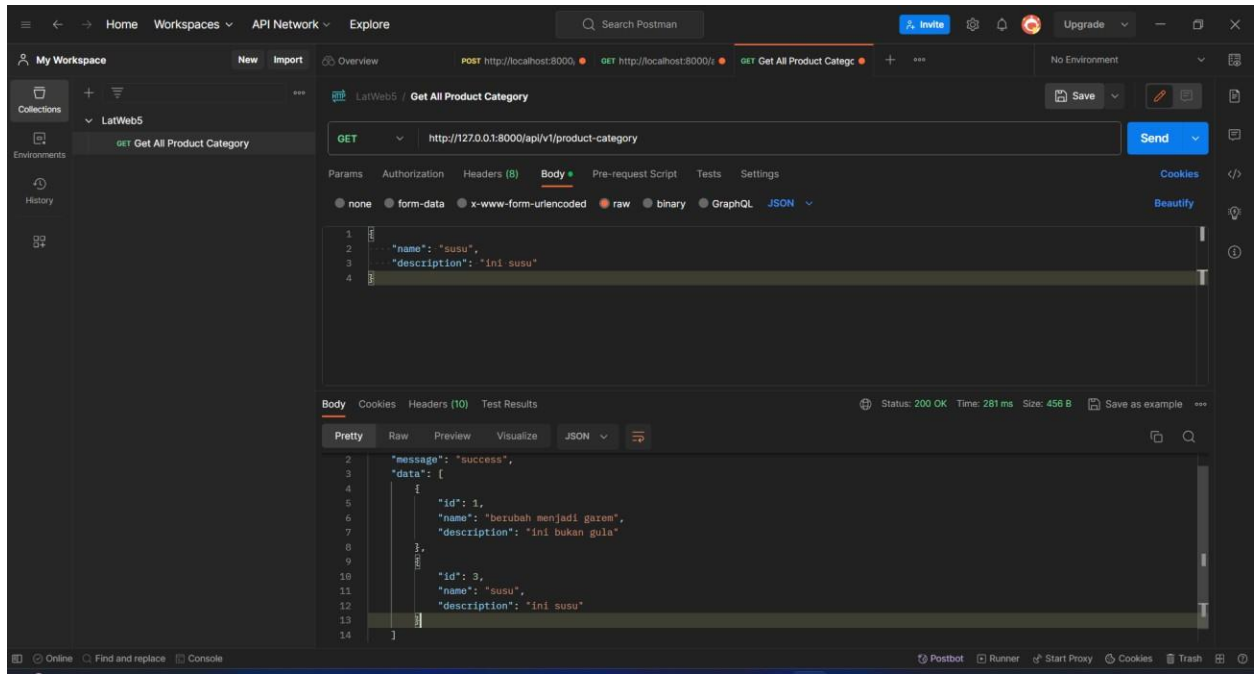 Home Workspaces API Network Explore Search Postman Invite Upgrade
My Workspace New Import Overview POST http://localhost:8000, GET http://localhost:8000/a GET Get All Product Categc No Environment
Collections
Environments
History
LatWeb5
GET Get All Product Category
LatWeb5 / Get All Product Category Save
GET http://127.0.0.1:8000/api/v1/product-category Send
Params Authorization Headers (8) Body Pre-request Script Tests Settings Cookies
none form-data x-www-form-urlencoded raw binary GraphQL JSON Beautify
1 {
2 "name": "susu",
3 "description": "ini susu"
4 }
Body Cookies Headers (10) Test Results Status: 200 OK Time: 281 ms Size: 456 B Save as example
Pretty Raw Preview Visualize JSON
2 "message": "success",
3 "data": [
4 {
5 "id": 1,
6 "name": "berubah menjadi garem",
7 "description": "ini bukan gula"
8 },
9 {
10 "id": 3,
11 "name": "susu",
12 "description": "ini susu"
13 }
14 ]
Online Find and replace Console Postbot Runner Start Proxy Cookies Trash